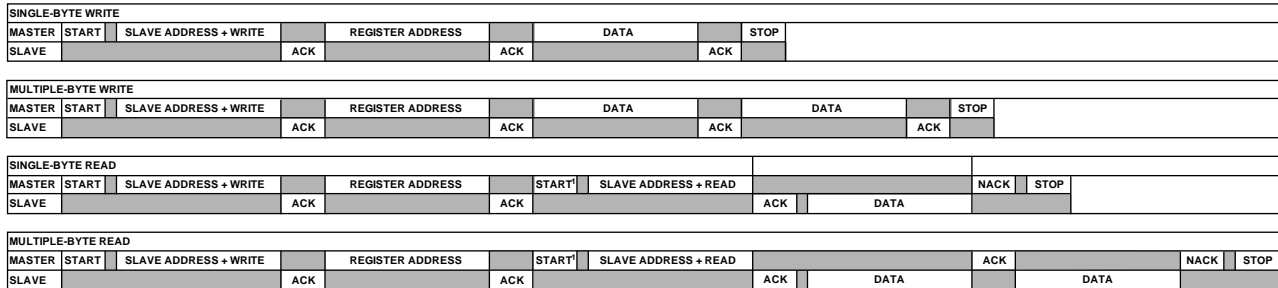 SINGLE-BYTE WRITE
MASTER START SLAVE ADDRESS + WRITE REGISTER ADDRESS DATA STOP
SLAVE ACK ACK ACK
MULTIPLE-BYTE WRITE
MASTER START SLAVE ADDRESS + WRITE REGISTER ADDRESS DATA DATA STOP
SLAVE ACK ACK ACK ACK
SINGLE-BYTE READ
MASTER START SLAVE ADDRESS + WRITE REGISTER ADDRESS START¹ SLAVE ADDRESS + READ NACK STOP
SLAVE ACK ACK ACK DATA
MULTIPLE-BYTE READ
MASTER START SLAVE ADDRESS + WRITE REGISTER ADDRESS START¹ SLAVE ADDRESS + READ ACK NACK STOP
SLAVE ACK ACK ACK DATA DATA